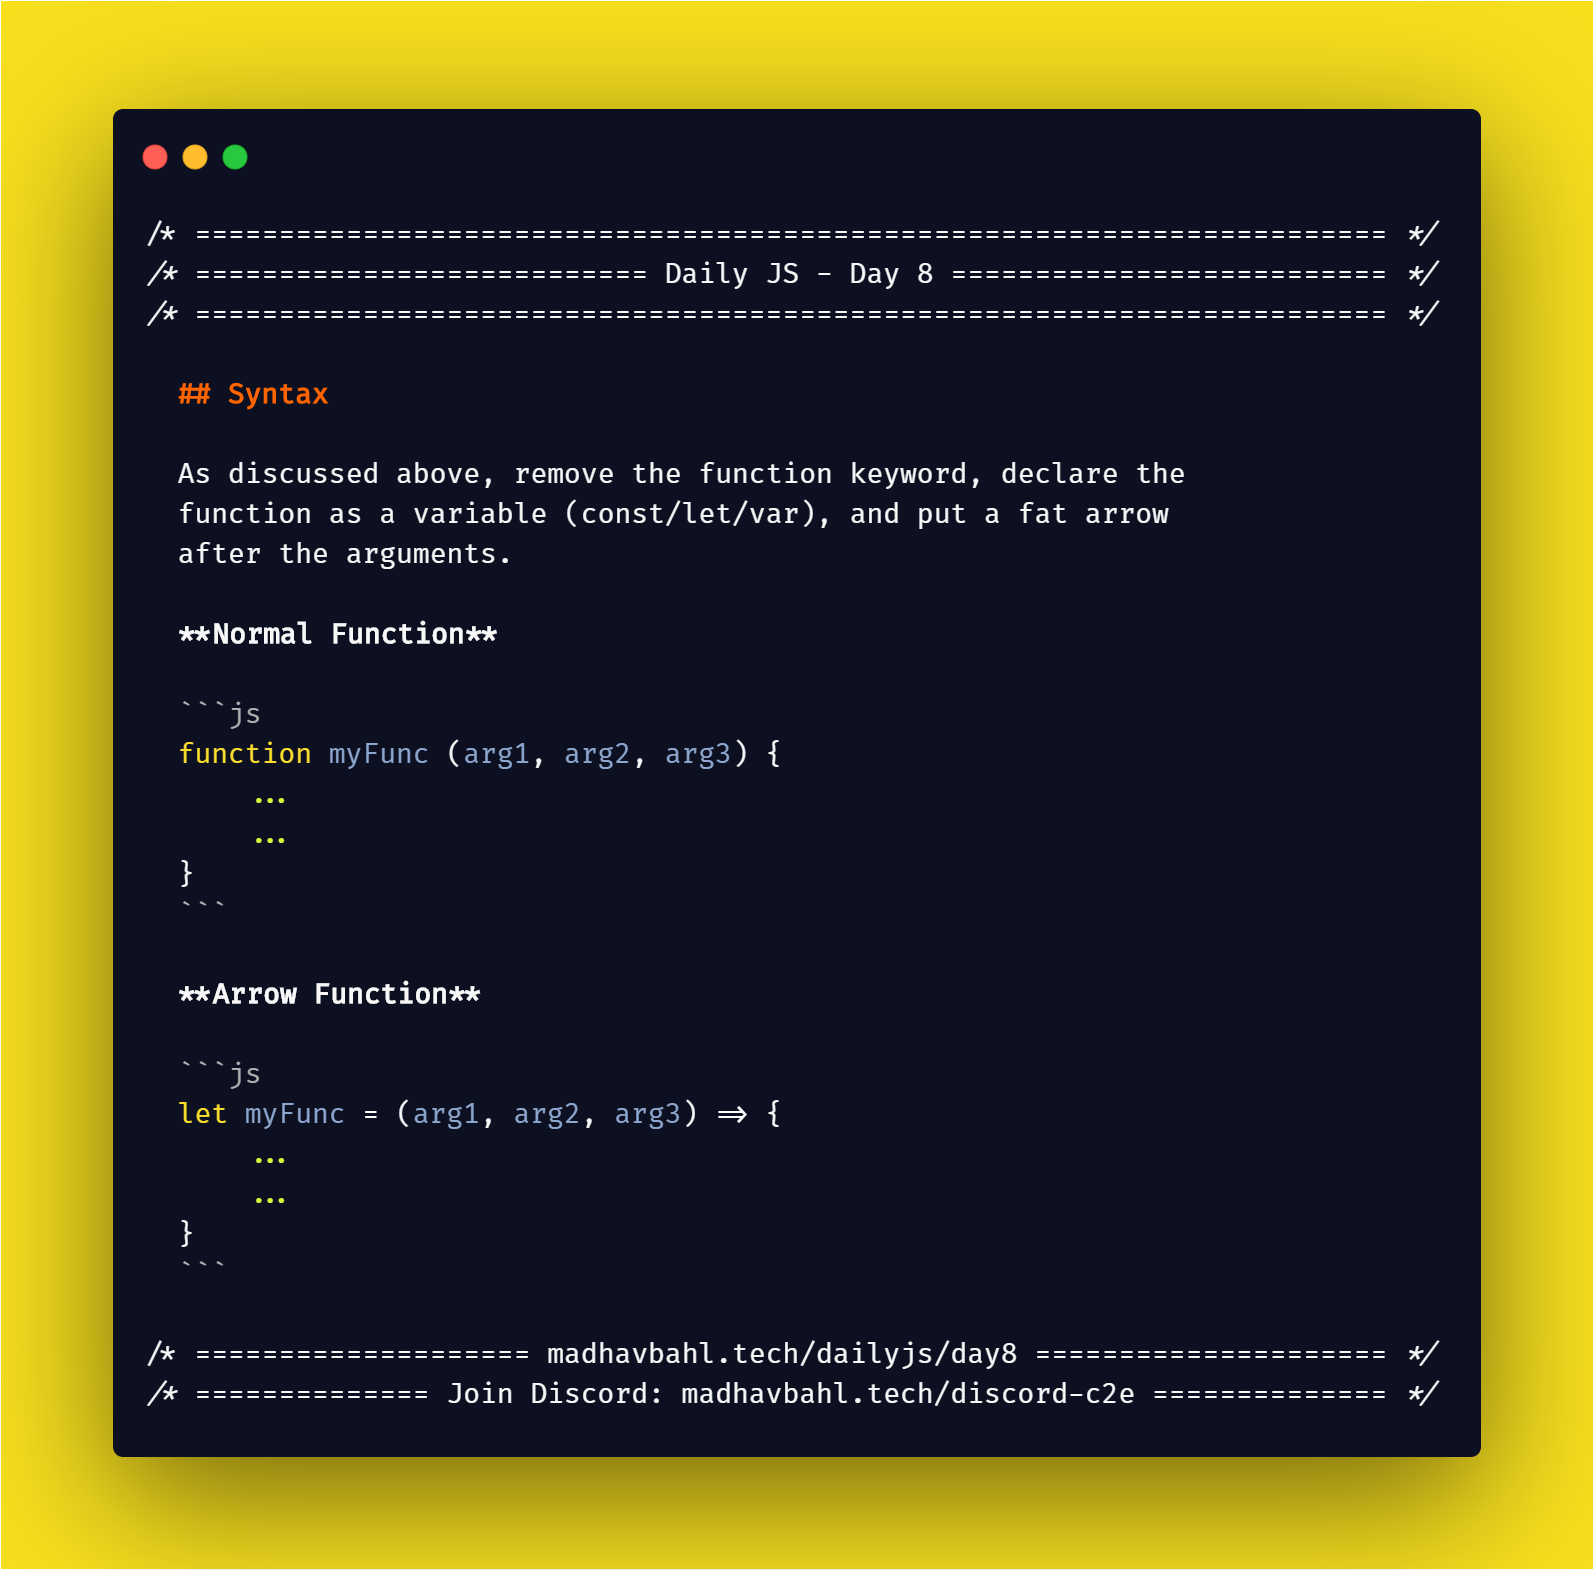 /* ======================================================================= */
/* =========================== Daily JS - Day 8 ========================== */
/* ======================================================================= */
## Syntax
As discussed above, remove the function keyword, declare the
function as a variable (const/let/var), and put a fat arrow
after the arguments.
**Normal Function**
```js
function myFunc (arg1, arg2, arg3) {
...
...
}
```
**Arrow Function**
```js
let myFunc = (arg1, arg2, arg3) => {
...
...
}
```
/* ==================== madhavbahl.tech/dailyjs/day8 ===================== */
/* ============== Join Discord: madhavbahl.tech/discord-c2e ============== */